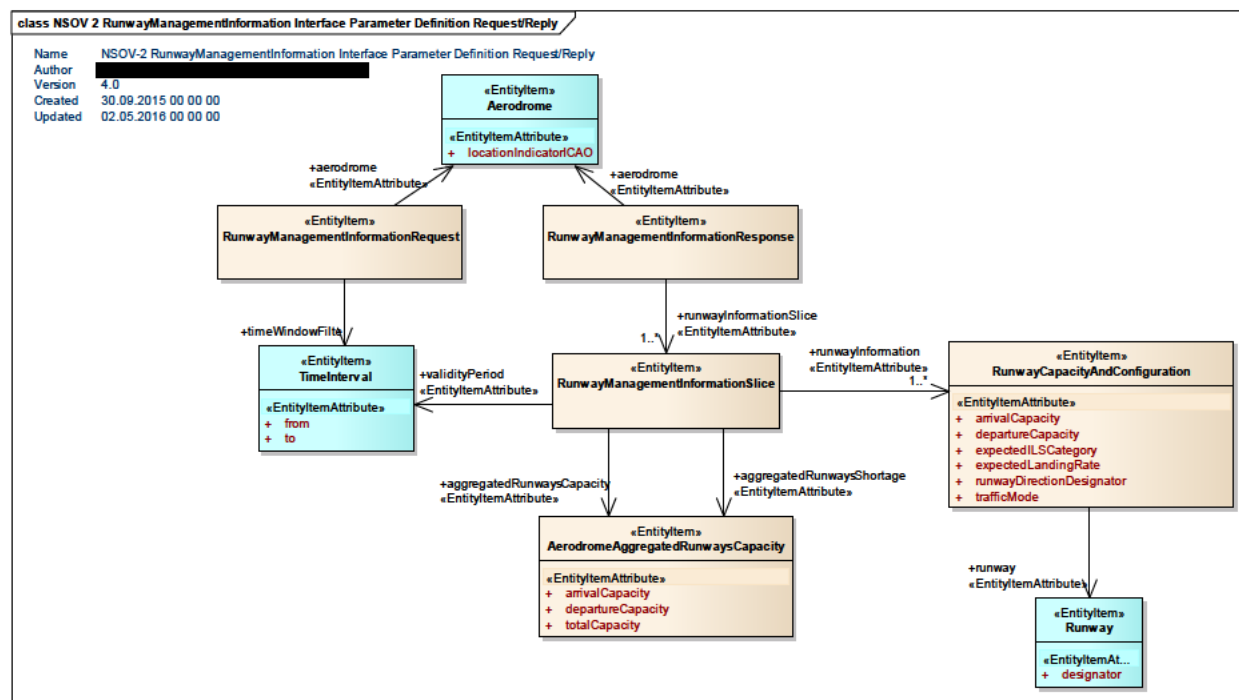 class NSOV 2 RunwayManagementInformation Interface Parameter Definition Request/Reply
Name NSOV-2 RunwayManagementInformation Interface Parameter Definition Request/Reply
Author
Version 4.0
Created 30.09.2015 00 00 00
Updated 02.05.2016 00 00 00
«EntityItem»
Aerodrome
«EntityItemAttribute»
+ locationIndicatorICAO
+aerodrome
«EntityItemAttribute»
+aerodrome
«EntityItemAttribute»
«EntityItem»
RunwayManagementInformationRequest
«EntityItem»
RunwayManagementInformationResponse
+timeWindowFilte
+runwayInformationSlice
«EntityItemAttribute»
1..*
«EntityItem»
TimeInterval
«EntityItemAttribute»
+ from
+ to
+validityPeriod
«EntityItemAttribute»
«EntityItem»
RunwayManagementInformationSlice
+runwayInformation
«EntityItemAttribute»
1..*
«EntityItem»
RunwayCapacityAndConfiguration
«EntityItemAttribute»
+ arrivalCapacity
+ departureCapacity
+ expectedILSCategory
+ expectedLandingRate
+ runwayDirectionDesignator
+ trafficMode
+aggregatedRunwaysCapacity
«EntityItemAttribute»
+aggregatedRunwaysShortage
«EntityItemAttribute»
«EntityItem»
AerodromeAggregatedRunwaysCapacity
«EntityItemAttribute»
+ arrivalCapacity
+ departureCapacity
+ totalCapacity
+runway
«EntityItemAttribute»
«EntityItem»
Runway
«EntityItemAt...
+ designator